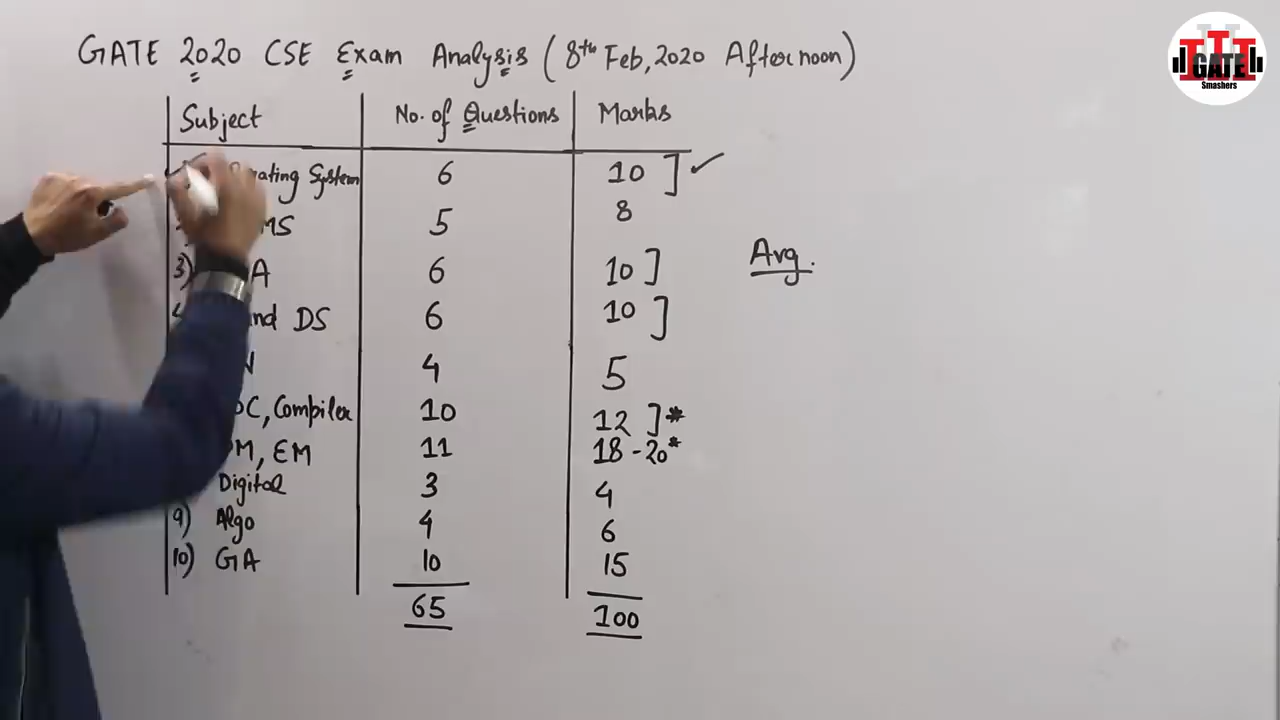 GATE 2020 CSE Exam Analysis (8th Feb, 2020 Afternoon)
GATE
Smashers
Subject No. of Questions Marks
System 6 10 ] ✓
5 8
3) 6 10 ]
Avg.
and DS 6 10 ]
4 5
, Compiler 10 12 ] *
, EM 11 18 - 20*
Digital 3 4
9) Algo 4 6
10) GA 10 15
65 100